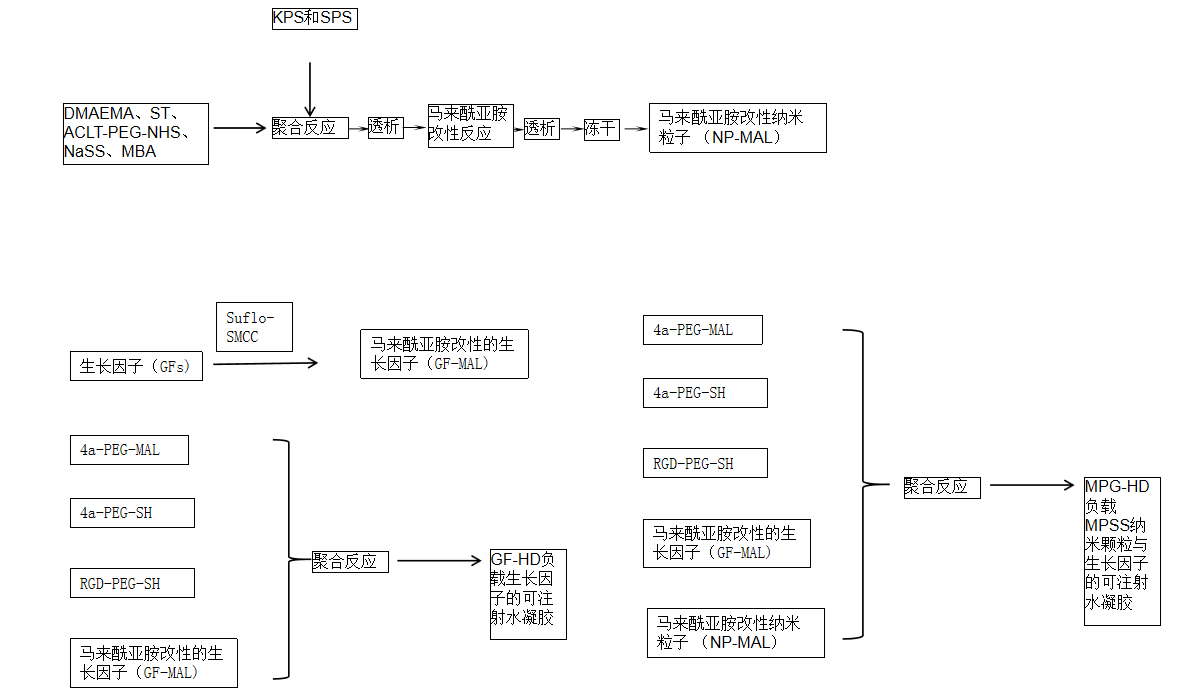 KPS和SPS
DMAEMA、ST、
ACLT-PEG-NHS、
NaSS、MBA
聚合反应
透析
马来酰亚胺
改性反应
透析
冻干
马来酰亚胺改性纳米
粒子 （NP-MAL）
Suflo-
SMCC
生长因子（GFs)
马来酰亚胺改性的生
长因子（GF-MAL)
4a-PEG-MAL
4a-PEG-SH
RGD-PEG-SH
马来酰亚胺改性的生
长因子（GF-MAL)
聚合反应
GF-HD负
载生长因
子的可注
射水凝胶
4a-PEG-MAL
4a-PEG-SH
RGD-PEG-SH
马来酰亚胺改性的生
长因子（GF-MAL)
马来酰亚胺改性纳米
粒子 （NP-MAL）
聚合反应
MPG-HD
负载
MPSS纳
米颗粒与
生长因子
的可注射
水凝胶